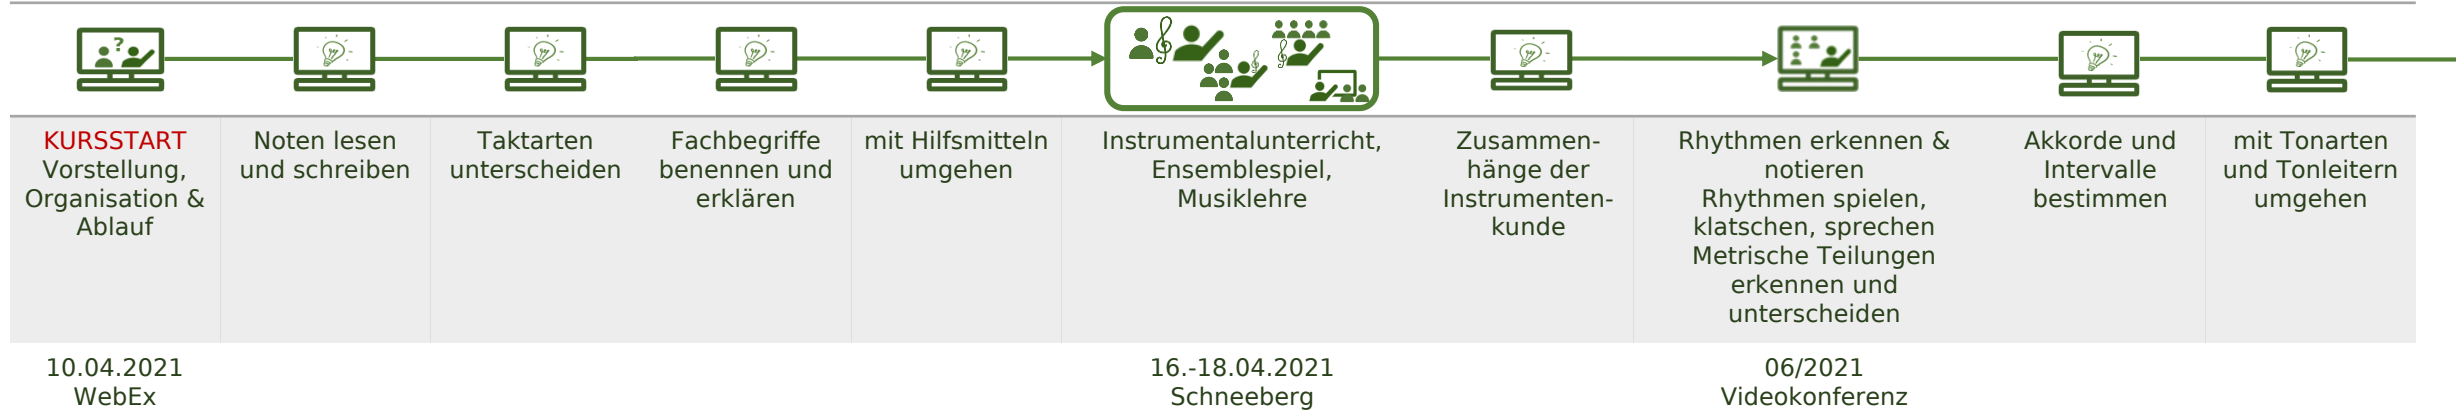 ?
KURSSTART
Vorstellung,
Organisation &
Ablauf
Noten lesen
und schreiben
Taktarten
unterscheiden
Fachbegriffe
benennen und
erklären
mit Hilfsmitteln
umgehen
Instrumentalunterricht,
Ensemblespiel,
Musiklehre
Zusammen-
hänge der
Instrumenten-
kunde
Rhythmen erkennen &
notieren
Rhythmen spielen,
klatschen, sprechen
Metrische Teilungen
erkennen und
unterscheiden
Akkorde und
Intervalle
bestimmen
mit Tonarten
und Tonleitern
umgehen
10.04.2021
WebEx
16.-18.04.2021
Schneeberg
06/2021
Videokonferenz